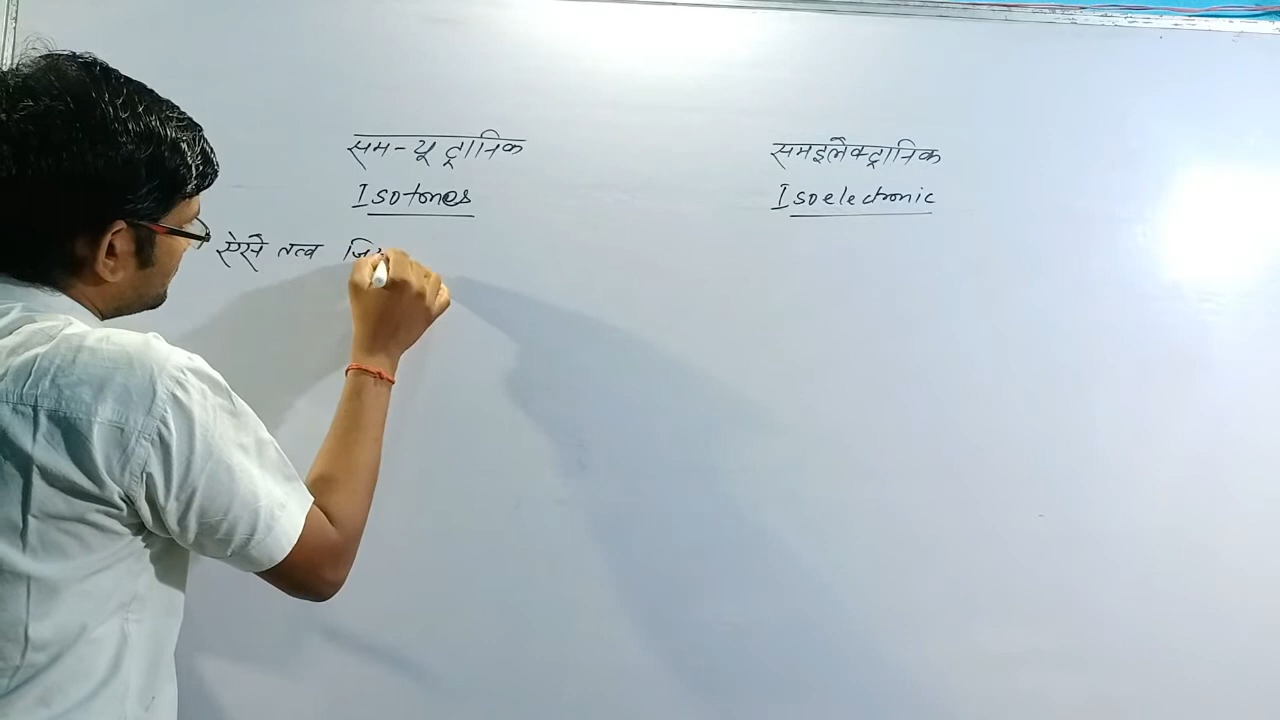 सम-न्यूट्रानिक
Isotones
ऐसे तत्व
समइलैक्ट्रानिक
Isoelectronic